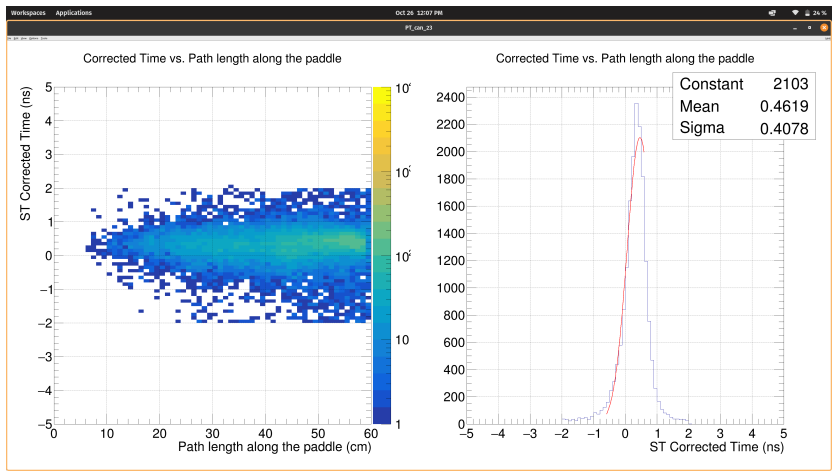 Workspaces Applications Oct 26 12:07 PM 24 %
PT_can_23
Corrected Time vs. Path length along the paddle
ST Corrected Time (ns)
5
4
3
2
1
0
−1
−2
−3
−4
−5
0 10 20 30 40 50 60
Path length along the paddle (cm)
10
1
Corrected Time vs. Path length along the paddle
Constant 2103
Mean 0.4619
Sigma 0.4078
2400
2200
2000
1800
1600
1400
1200
1000
800
600
400
200
0
−5 −4 −3 −2 −1 0 1 2 3 4 5
ST Corrected Time (ns)